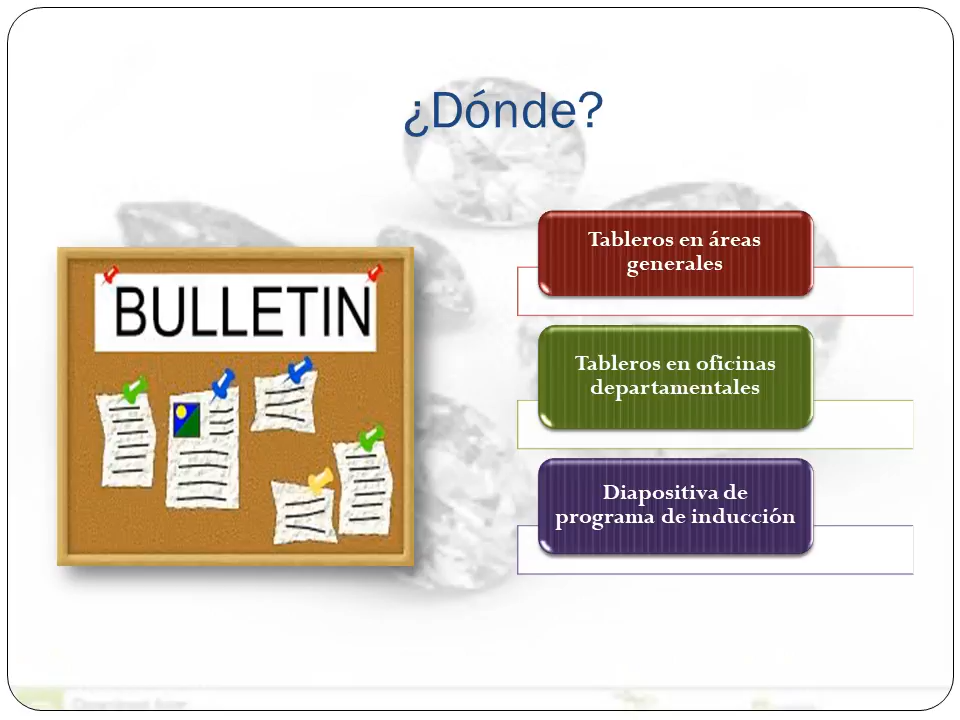 ¿Dónde?
BULLETIN
Tableros en áreas
generales
Tableros en oficinas
departamentales
Diapositiva de
programa de inducción